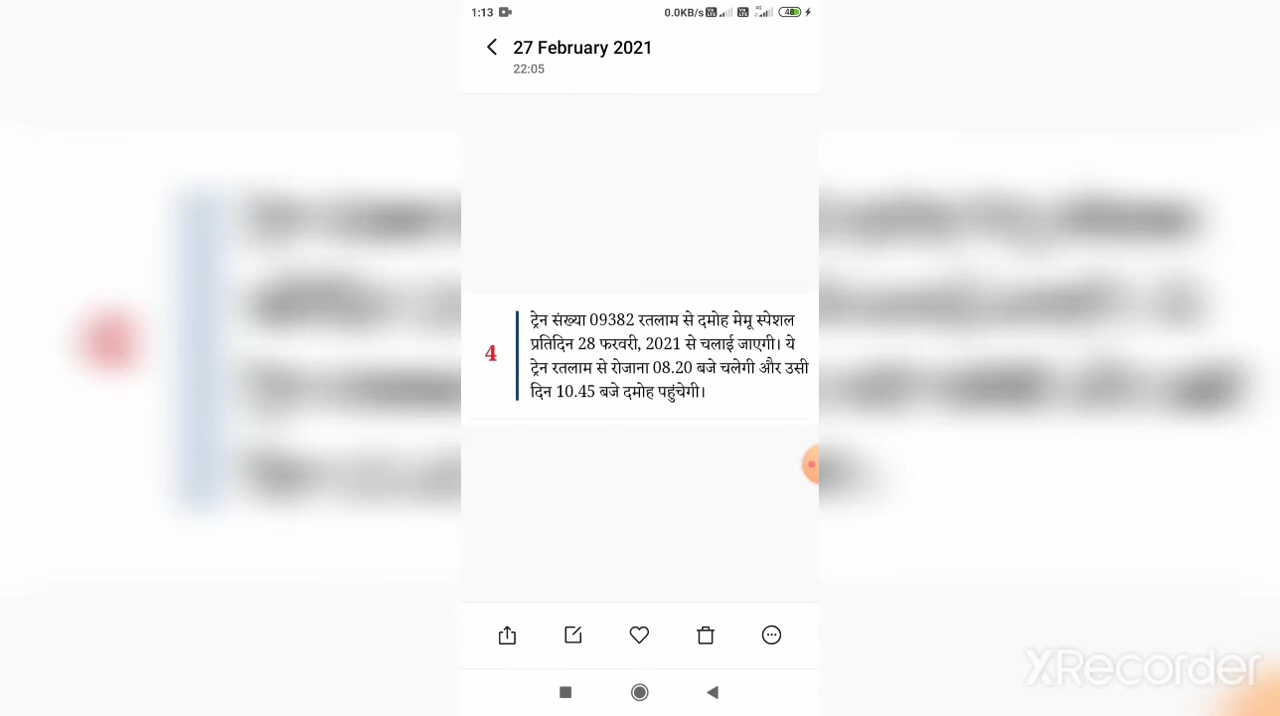 1:13 0.0KB/s 48
27 February 2021
22:05
4
ट्रेन संख्या 09382 रतलाम से दमोह मेमू स्पेशल
प्रतिदिन 28 फरवरी, 2021 से चलाई जाएगी। ये
ट्रेन रतलाम से रोजाना 08.20 बजे चलेगी और उसी
दिन 10.45 बजे दमोह पहुंचेगी।
XRecorder